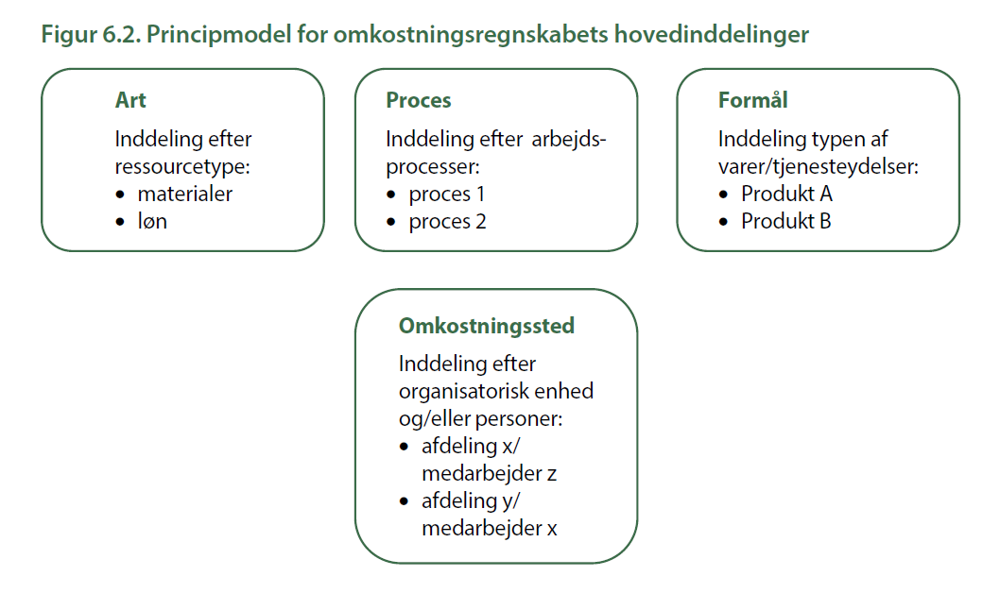 Figur 6.2. Principmodel for omkostningsregnskabets hovedinddelinger
Art
Inddeling efter
ressourcetype:
• materialer
• løn
Proces
Inddeling efter arbejds-
processer:
• proces 1
• proces 2
Formål
Inddeling typen af
varer/tjenesteydelser:
• Produkt A
• Produkt B
Omkostningssted
Inddeling efter
organisatorisk enhed
og/eller personer:
• afdeling x/
medarbejder z
• afdeling y/
medarbejder x